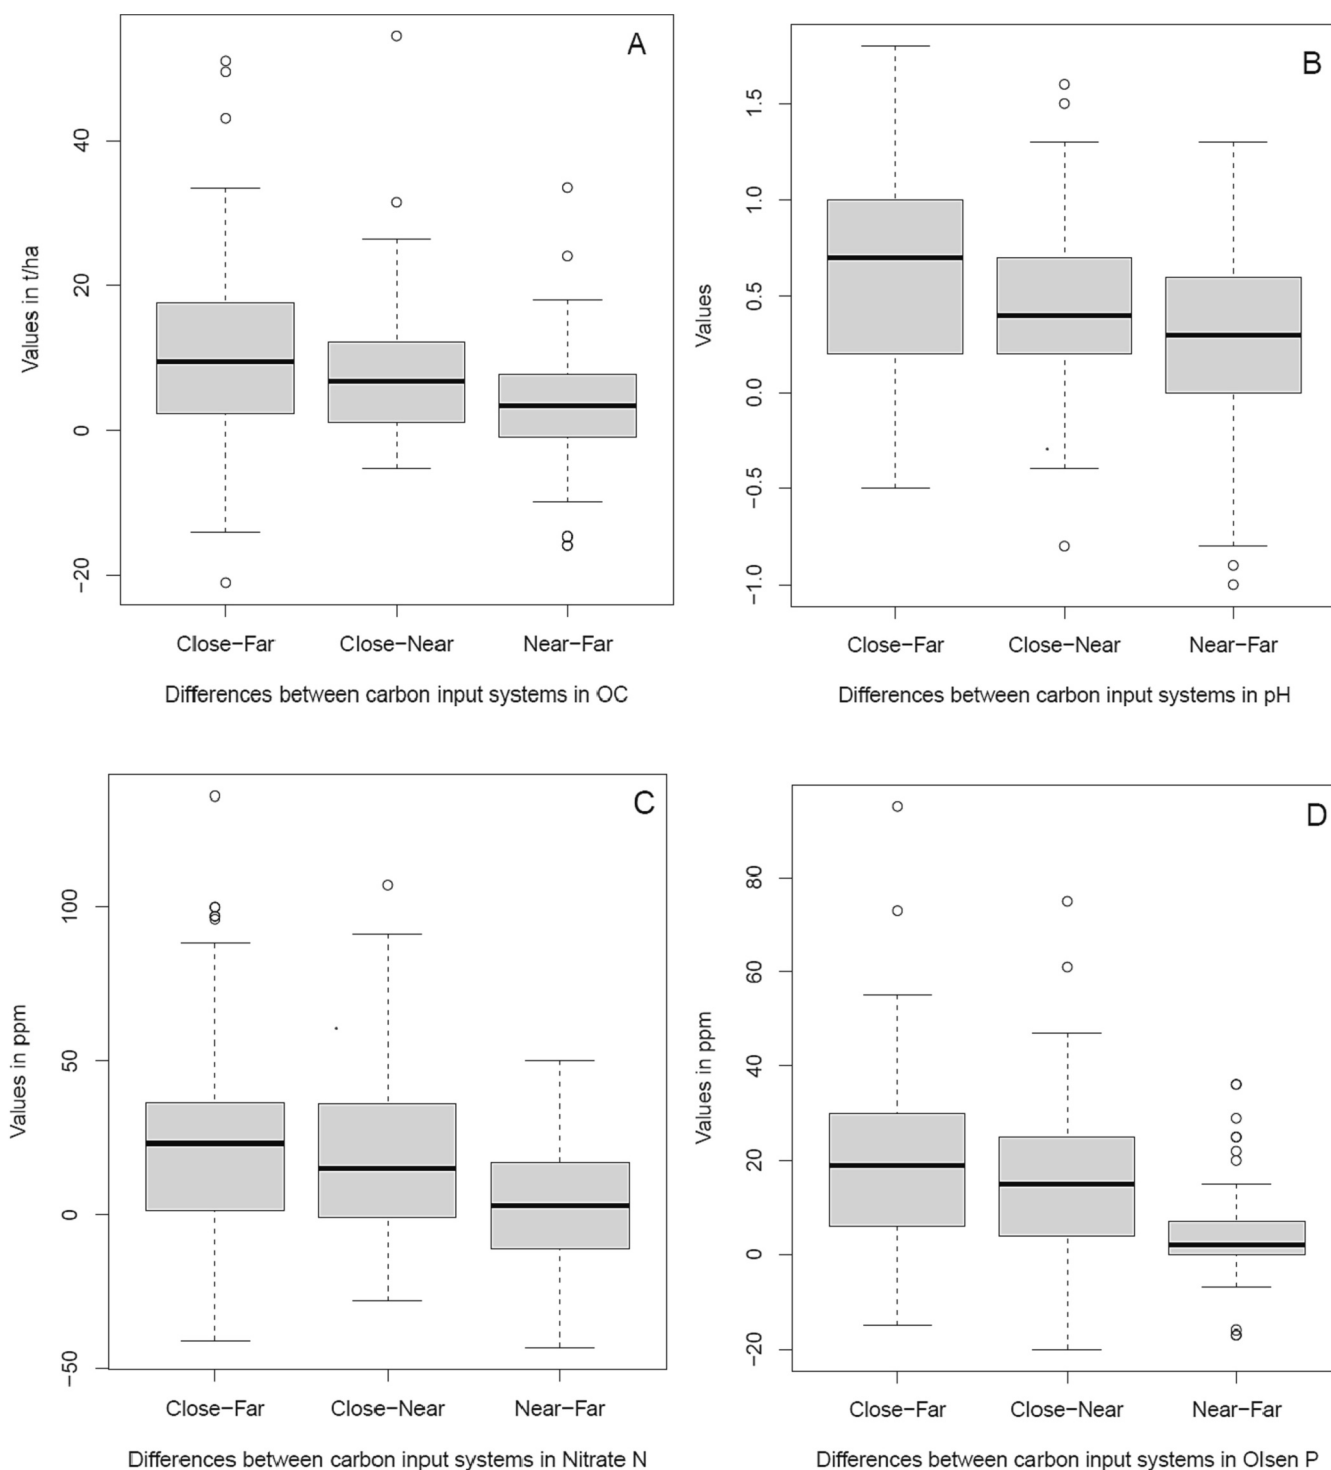 A
Values in t/ha
40
20
0
−20
Close−Far Close−Near Near−Far
Differences between carbon input systems in OC
B
Values
1.5
1.0
0.5
0.0
−0.5
−1.0
Close−Far Close−Near Near−Far
Differences between carbon input systems in pH
C
Values in ppm
100
50
0
−50
Close−Far Close−Near Near−Far
Differences between carbon input systems in Nitrate N
D
Values in ppm
80
60
40
20
0
−20
Close−Far Close−Near Near−Far
Differences between carbon input systems in Olsen P